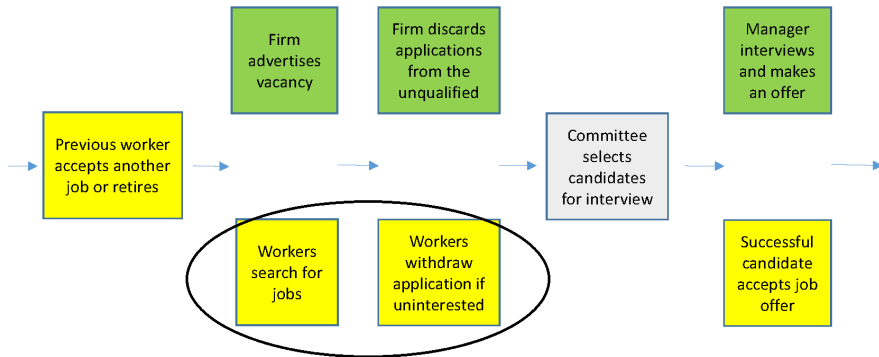 Previous worker
accepts another
job or retires
Firm
advertises
vacancy
Workers
search for
jobs
Firm discards
applications
from the
unqualified
Workers
withdraw
application if
uninterested
Committee
selects
candidates
for interview
Manager
interviews
and makes
an offer
Successful
candidate
accepts job
offer